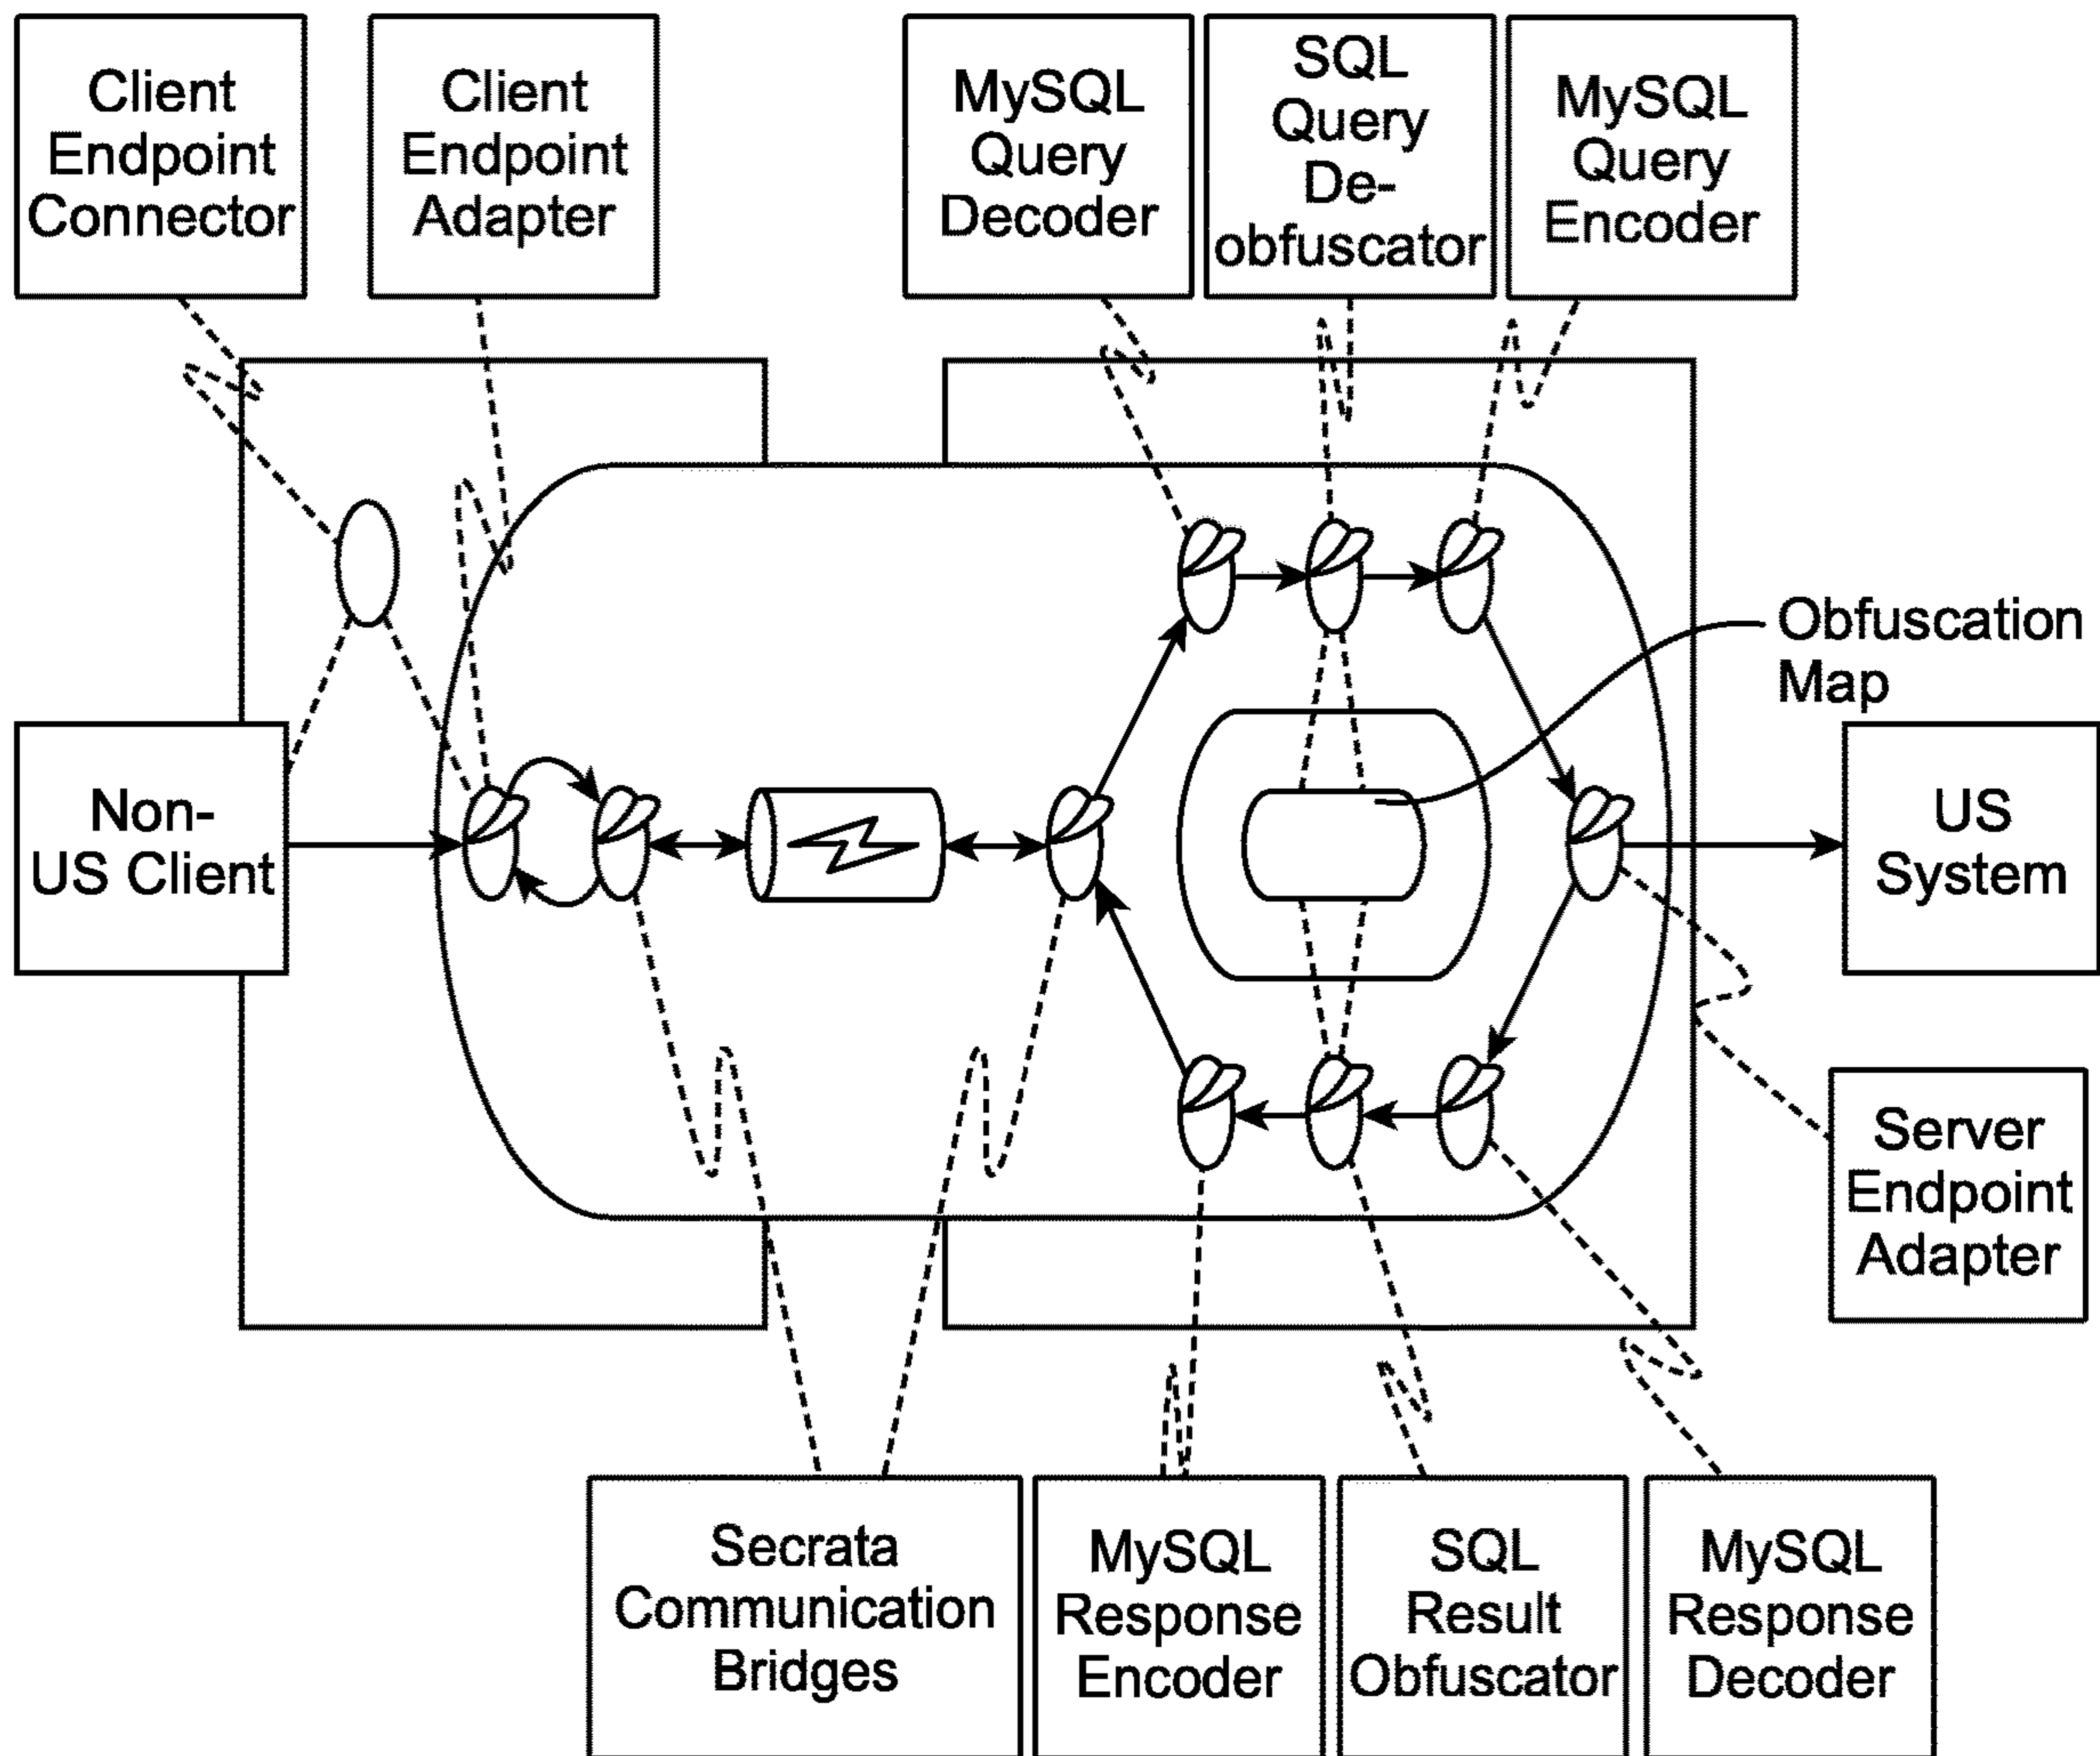 Client
Endpoint
Connector
Client
Endpoint
Adapter
MySQL
Query
Decoder
SQL
Query
De-
obfuscator
MySQL
Query
Encoder
Obfuscation
Map
Non-
US Client
US
System
Server
Endpoint
Adapter
Secrata
Communication
Bridges
MySQL
Response
Encoder
SQL
Result
Obfuscator
MySQL
Response
Decoder